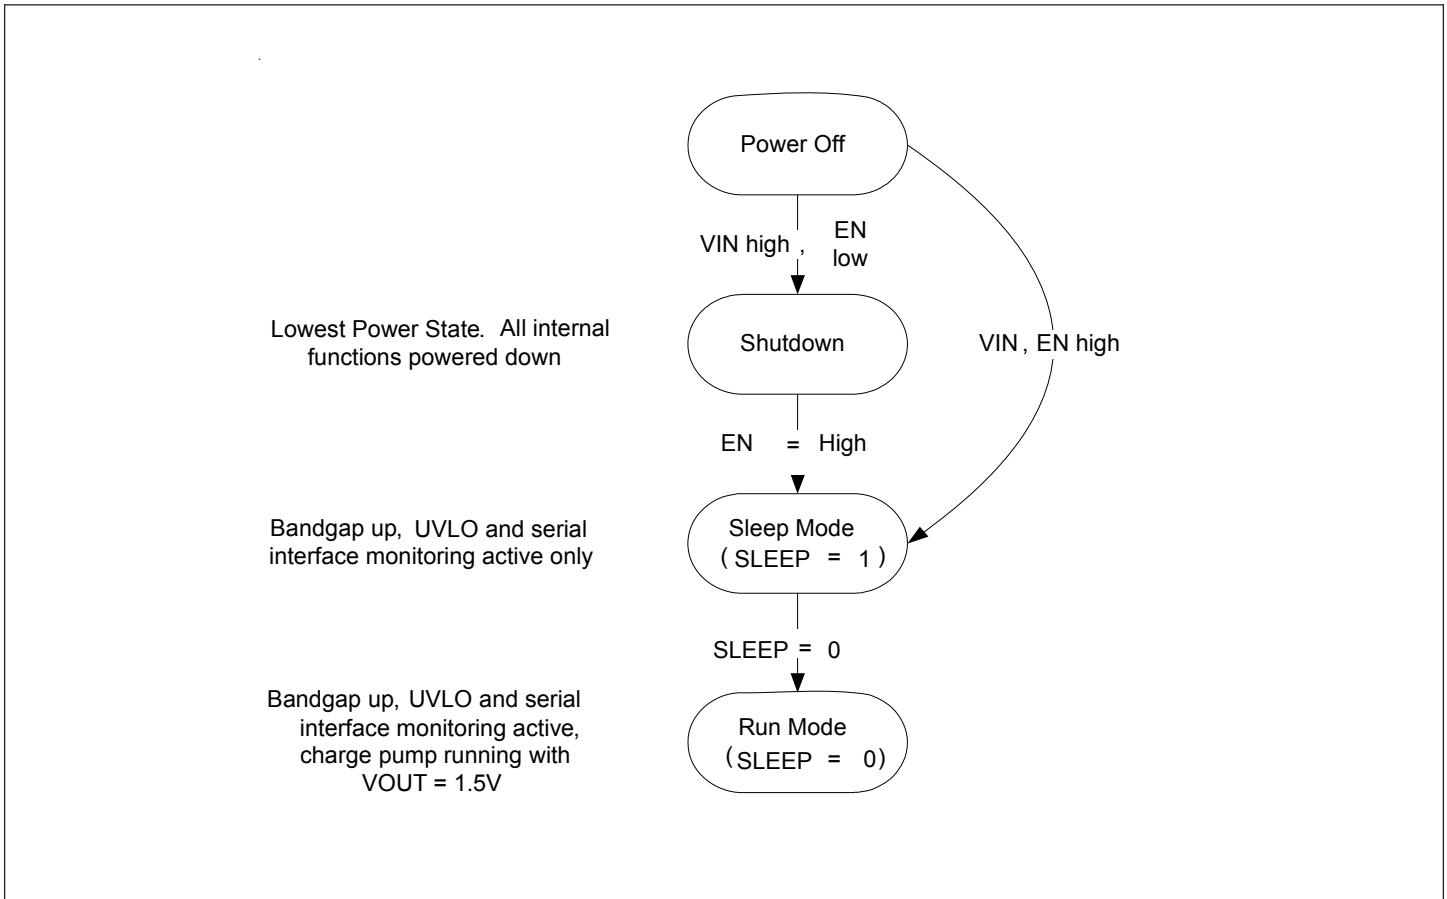 Power Off
VIN high , EN
low
Lowest Power State. All internal
functions powered down
Shutdown
VIN , EN high
EN = High
Bandgap up, UVLO and serial
interface monitoring active only
Sleep Mode
( SLEEP = 1 )
SLEEP = 0
Bandgap up, UVLO and serial
interface monitoring active,
charge pump running with
VOUT = 1.5V
Run Mode
(SLEEP = 0)